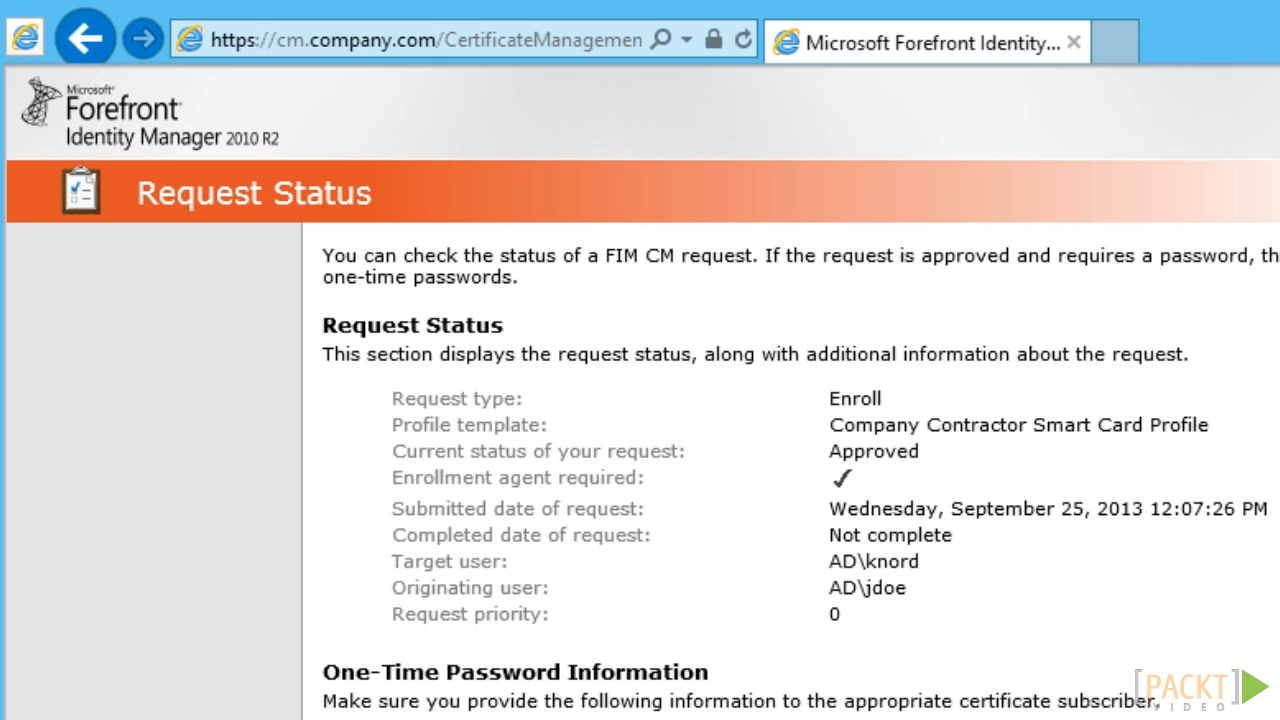 https://cm.company.com/CertificateManagemen
Microsoft Forefront Identity...
Microsoft
Forefront
Identity Manager 2010 R2
Request Status
You can check the status of a FIM CM request. If the request is approved and requires a password, th
one-time passwords.
Request Status
This section displays the request status, along with additional information about the request.
Request type: Enroll
Profile template: Company Contractor Smart Card Profile
Current status of your request: Approved
Enrollment agent required: ✓
Submitted date of request: Wednesday, September 25, 2013 12:07:26 PM
Completed date of request: Not complete
Target user: AD\knord
Originating user: AD\jdoe
Request priority: 0
One-Time Password Information
Make sure you provide the following information to the appropriate certificate subscriber.
[PACKT]
VIDEO